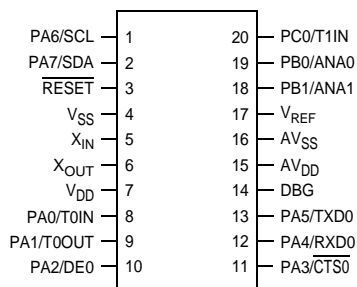 PA6/SCL 1 20 PC0/T1IN
PA7/SDA 2 19 PB0/ANA0
RESET 3 18 PB1/ANA1
VSS 4 17 VREF
XIN 5 16 AVSS
XOUT 6 15 AVDD
VDD 7 14 DBG
PA0/T0IN 8 13 PA5/TXD0
PA1/T0OUT 9 12 PA4/RXD0
PA2/DE0 10 11 PA3/CTS0